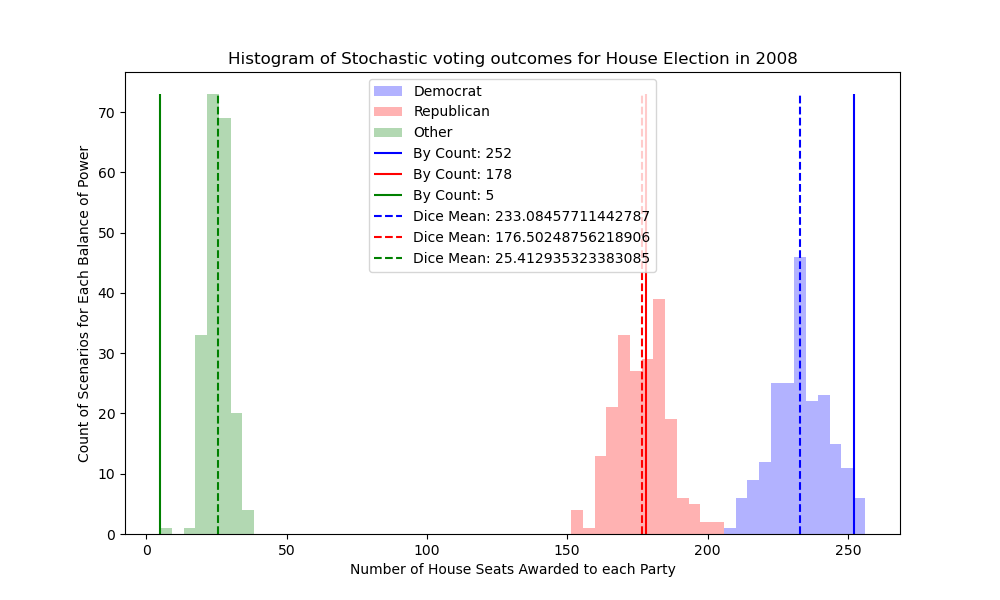 Histogram of Stochastic voting outcomes for House Election in 2008
Count of Scenarios for Each Balance of Power
70
60
50
40
30
20
10
0
Democrat
Republican
Other
By Count: 252
By Count: 178
By Count: 5
Dice Mean: 233.08457711442787
Dice Mean: 176.50248756218906
Dice Mean: 25.412935323383085
0
50
100
150
200
250
Number of House Seats Awarded to each Party